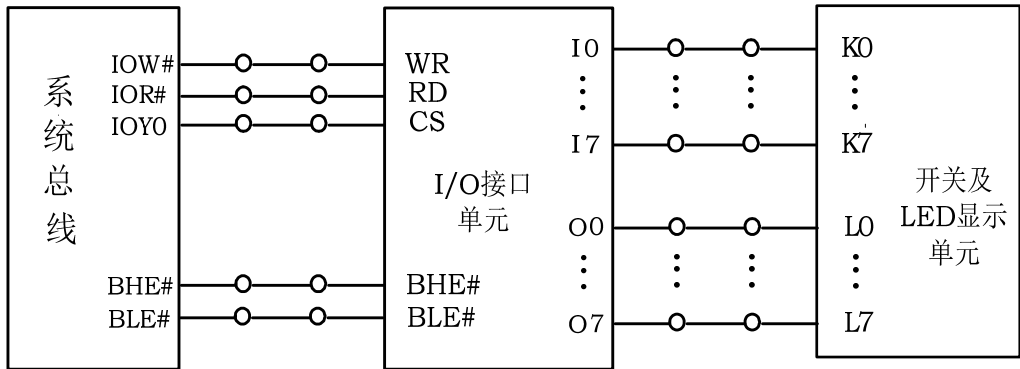 系统总线
IOW#
IOR#
IOY0
BHE#
BLE#
WR
RD
CS
I/O接口
单元
BHE#
BLE#
I0
I7
O0
O7
K0
K7
L0
L7
开关及
LED显示
单元